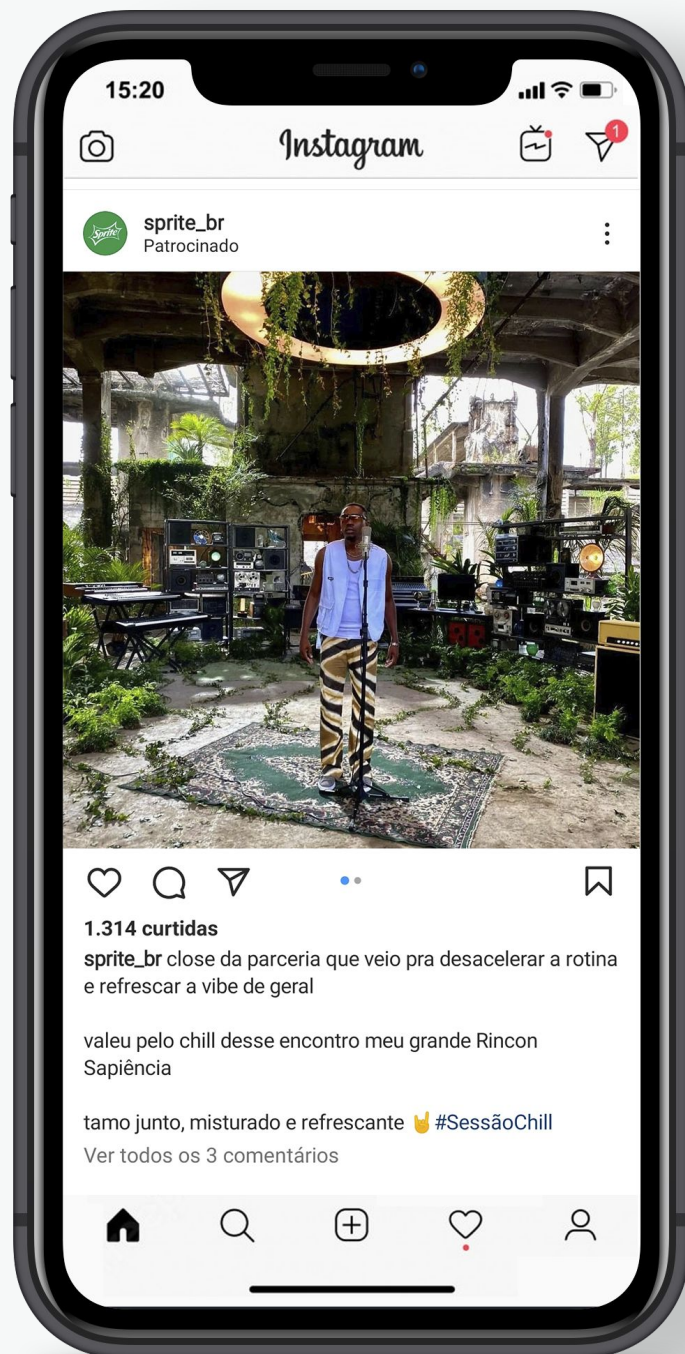 15:20
Instagram
1
Sprite
sprite_br
Patrocinado
1.314 curtidas
sprite_br close da parceria que veio pra desacelerar a rotina
e refrescar a vibe de geral
valeu pelo chill desse encontro meu grande Rincon
Sapiência
tamo junto, misturado e refrescante 🤘 #SessãoChill
Ver todos os 3 comentários